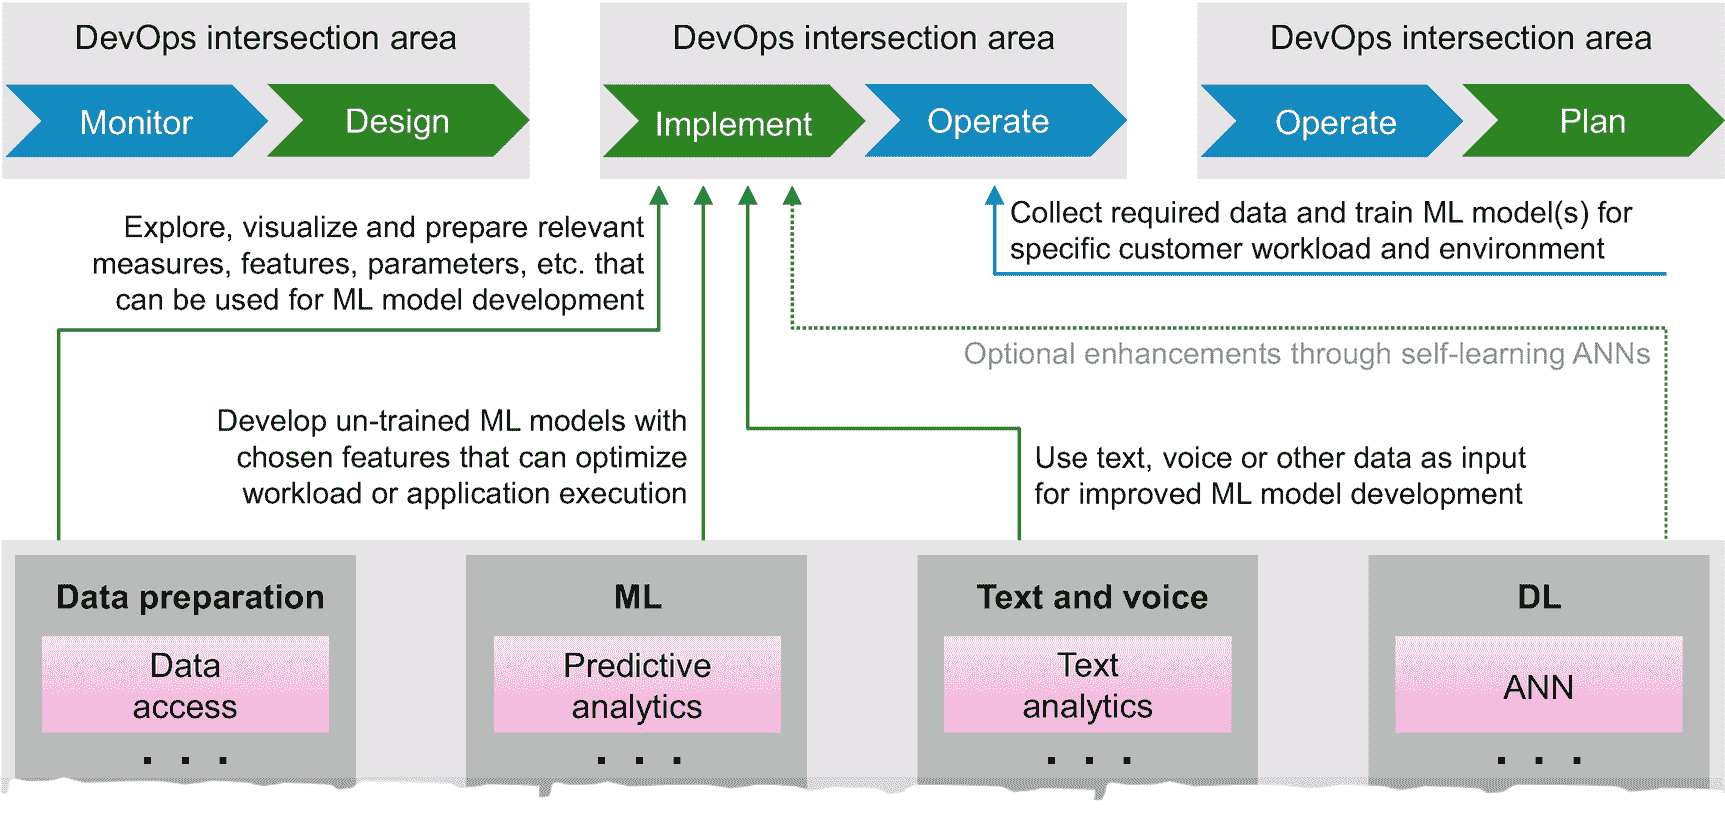 DevOps intersection area
Monitor
Design
DevOps intersection area
Implement
Operate
DevOps intersection area
Operate
Plan
Explore, visualize and prepare relevant
measures, features, parameters, etc. that
can be used for ML model development
Collect required data and train ML model(s) for
specific customer workload and environment
Optional enhancements through self-learning ANNs
Develop un-trained ML models with
chosen features that can optimize
workload or application execution
Use text, voice or other data as input
for improved ML model development
Data preparation
Data
access
. . .
ML
Predictive
analytics
. . .
Text and voice
Text
analytics
. . .
DL
ANN
. . .